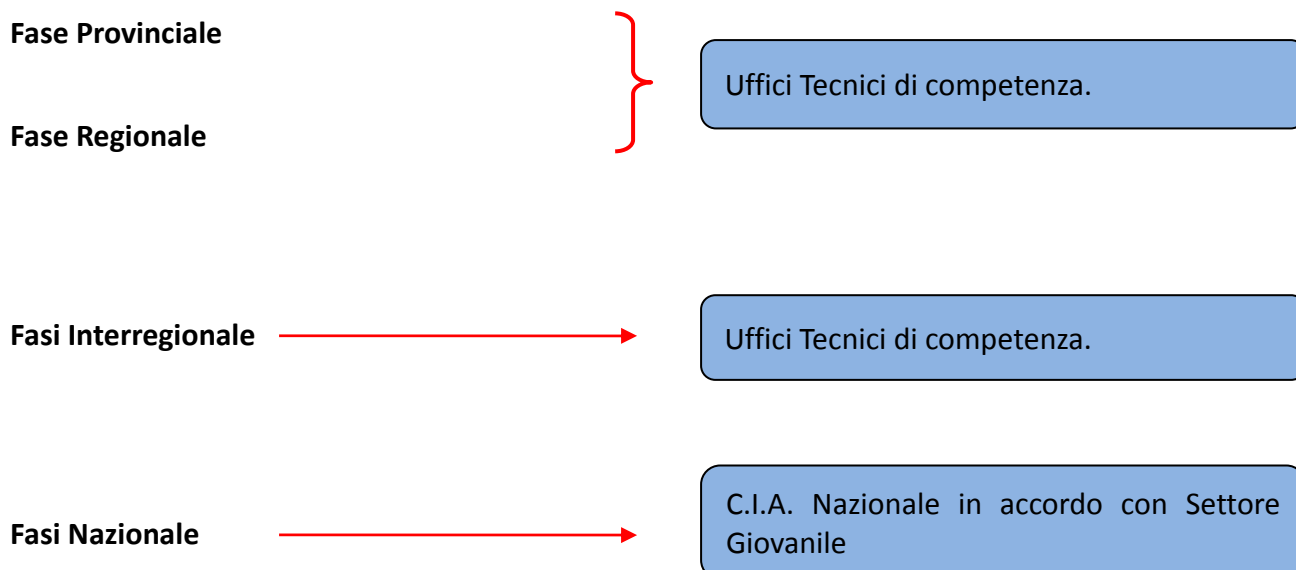 Fase Provinciale
Uffici Tecnici di competenza.
Fase Regionale
Fasi Interregionale
Uffici Tecnici di competenza.
Fasi Nazionale
C.I.A. Nazionale in accordo con Settore
Giovanile